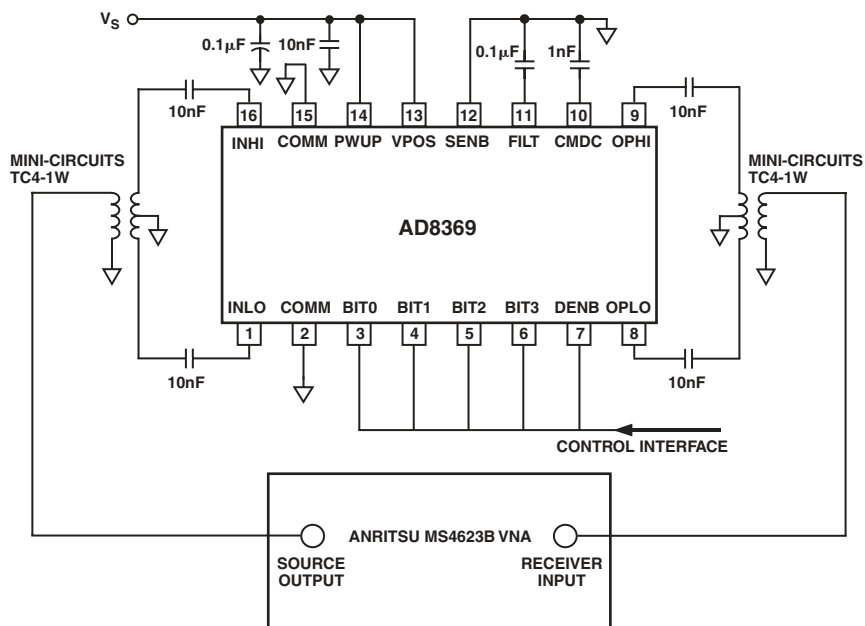 VS
0.1μF
10nF
0.1μF
1nF
10nF
10nF
16 15 14 13 12 11 10 9
INHI COMM PWUP VPOS SENB FILT CMDC OPHI
MINI-CIRCUITS
TC4-1W
MINI-CIRCUITS
TC4-1W
AD8369
INLO COMM BIT0 BIT1 BIT2 BIT3 DENB OPLO
1 2 3 4 5 6 7 8
10nF
10nF
CONTROL INTERFACE
ANRITSU MS4623B VNA
SOURCE
OUTPUT
RECEIVER
INPUT